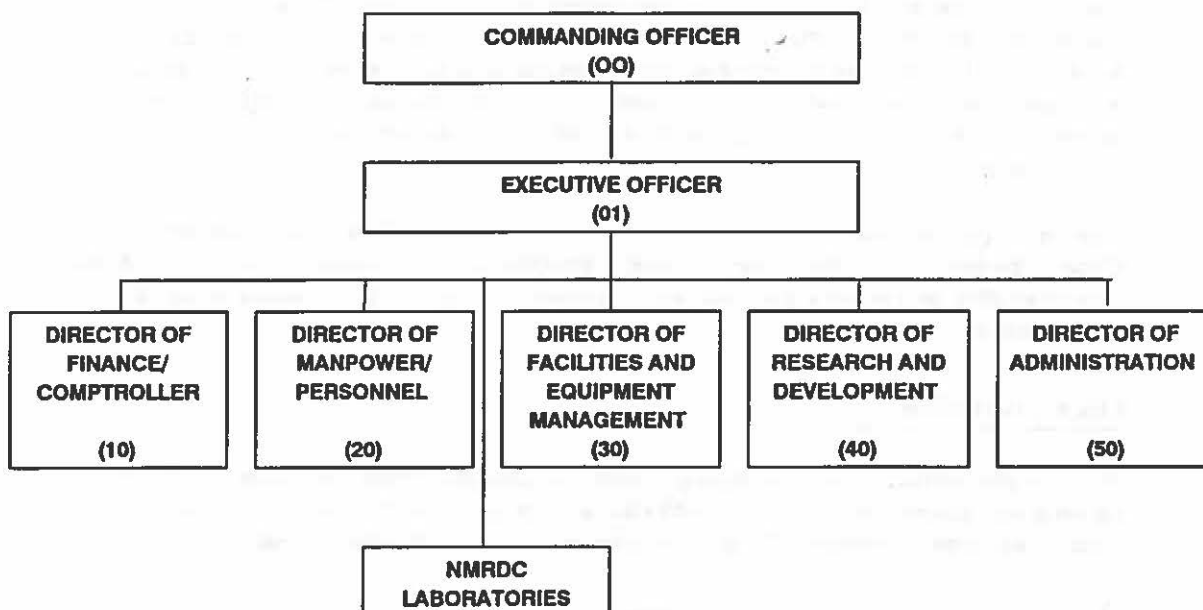 COMMANDING OFFICER
(OO)
EXECUTIVE OFFICER
(01)
DIRECTOR OF
FINANCE/
COMPTROLLER
(10)
DIRECTOR OF
MANPOWER/
PERSONNEL
(20)
DIRECTOR OF
FACILITIES AND
EQUIPMENT
MANAGEMENT
(30)
DIRECTOR OF
RESEARCH AND
DEVELOPMENT
(40)
DIRECTOR OF
ADMINISTRATION
(50)
NMRDC
LABORATORIES